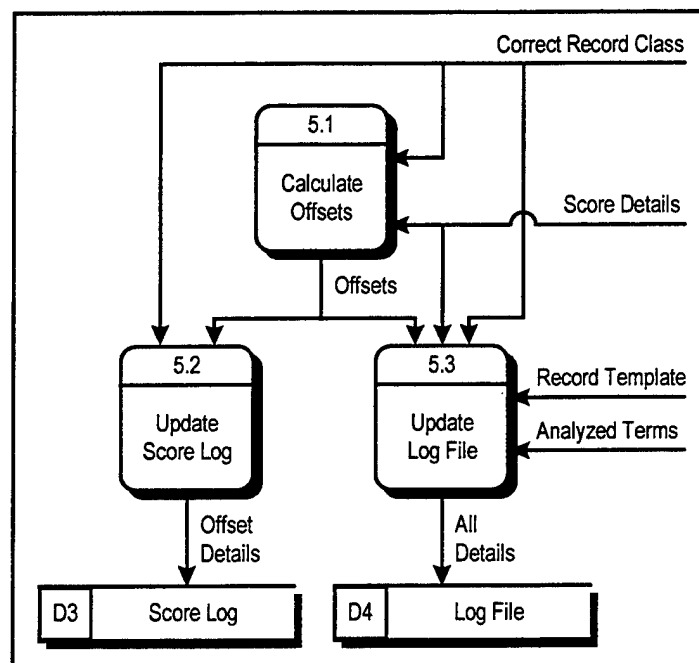 Correct Record Class
5.1
Calculate
Offsets
Score Details
Offsets
5.2
Update
Score Log
5.3
Update
Log File
Record Template
Analyzed Terms
Offset
Details
All
Details
D3
Score Log
D4
Log File